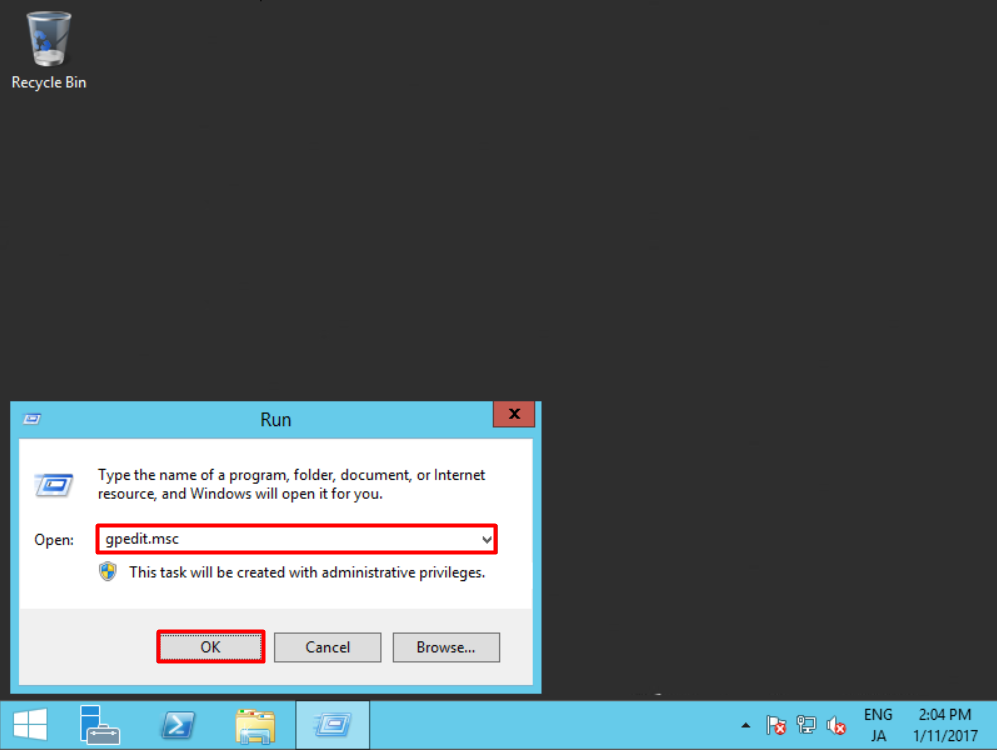 Recycle Bin
Run
x
Type the name of a program, folder, document, or Internet
resource, and Windows will open it for you.
Open: gpedit.msc
This task will be created with administrative privileges.
OK Cancel Browse...
ENG 2:04 PM
JA 1/11/2017